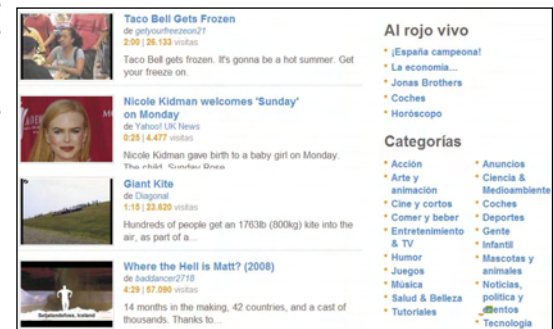 Taco Bell Gets Frozen
de getyourfreezeon21
2:00 | 26.133 visitas
Taco Bell gets frozen. It's gonna be a hot summer. Get
your freeze on.
Nicole Kidman welcomes 'Sunday'
on Monday
de Yahoo! UK News
0:25 | 4.477 visitas
Nicole Kidman gave birth to a baby girl on Monday.
The child, Sunday Rose
Giant Kite
de Diagonal
1:15 | 23.620 visitas
Hundreds of people get an 1763lb (800kg) kite into the
air, as part of a...
Where the Hell is Matt? (2008)
de baddancer2718
4:29 | 57.090 visitas
14 months in the making, 42 countries, and a cast of
thousands. Thanks to...
Seljalandsfoss, Iceland
Al rojo vivo
¡España campeona!
La economía...
Jonas Brothers
Coches
Horóscopo
Categorías
Acción
Arte y
animación
Cine y cortos
Comer y beber
Entretenimiento
& TV
Humor
Juegos
Música
Salud & Belleza
Tutoriales
Anuncios
Ciencia &
Medioambiente
Coches
Deportes
Gente
Infantil
Mascotas y
animales
Noticias,
política y
Tecnología